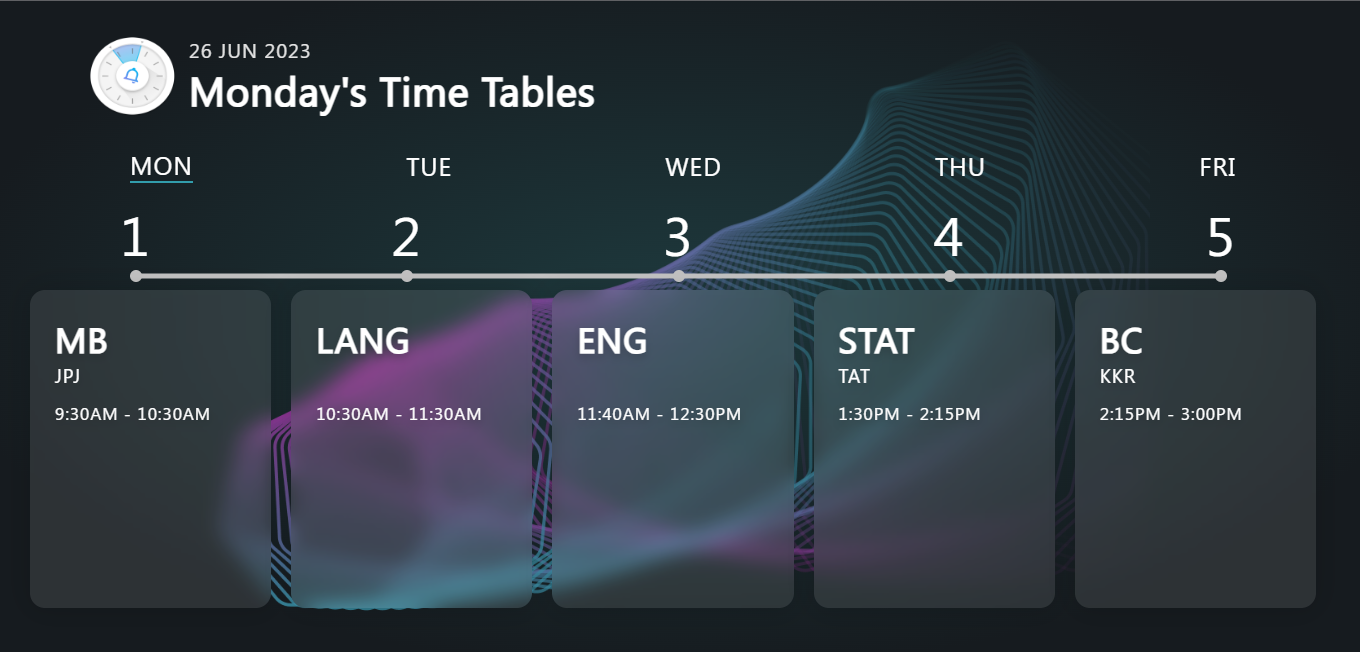 26 JUN 2023
Monday's Time Tables
MON TUE WED THU FRI
1 2 3 4 5
MB
JPJ
9:30AM - 10:30AM
LANG
10:30AM - 11:30AM
ENG
11:40AM - 12:30PM
STAT
TAT
1:30PM - 2:15PM
BC
KKR
2:15PM - 3:00PM